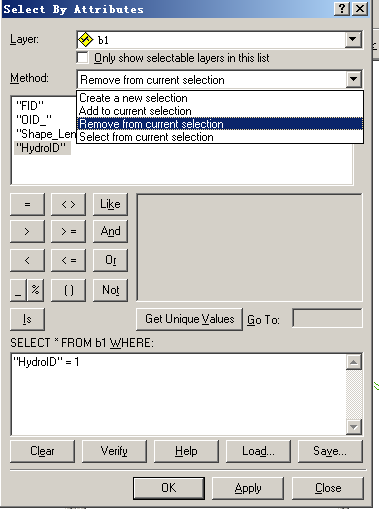 Select By Attributes
Layer: b1
Only show selectable layers in this list
Method: Remove from current selection
Create a new selection
Add to current selection
Remove from current selection
Select from current selection
"FID"
"OID_"
"Shape_Len
"HydroID"
= < > Like
> > = And
< < = Or
_ % ( ) Not
Is Get Unique Values Go To:
SELECT * FROM b1 WHERE:
"HydroID" = 1
Clear Verify Help Load... Save...
OK Apply Close